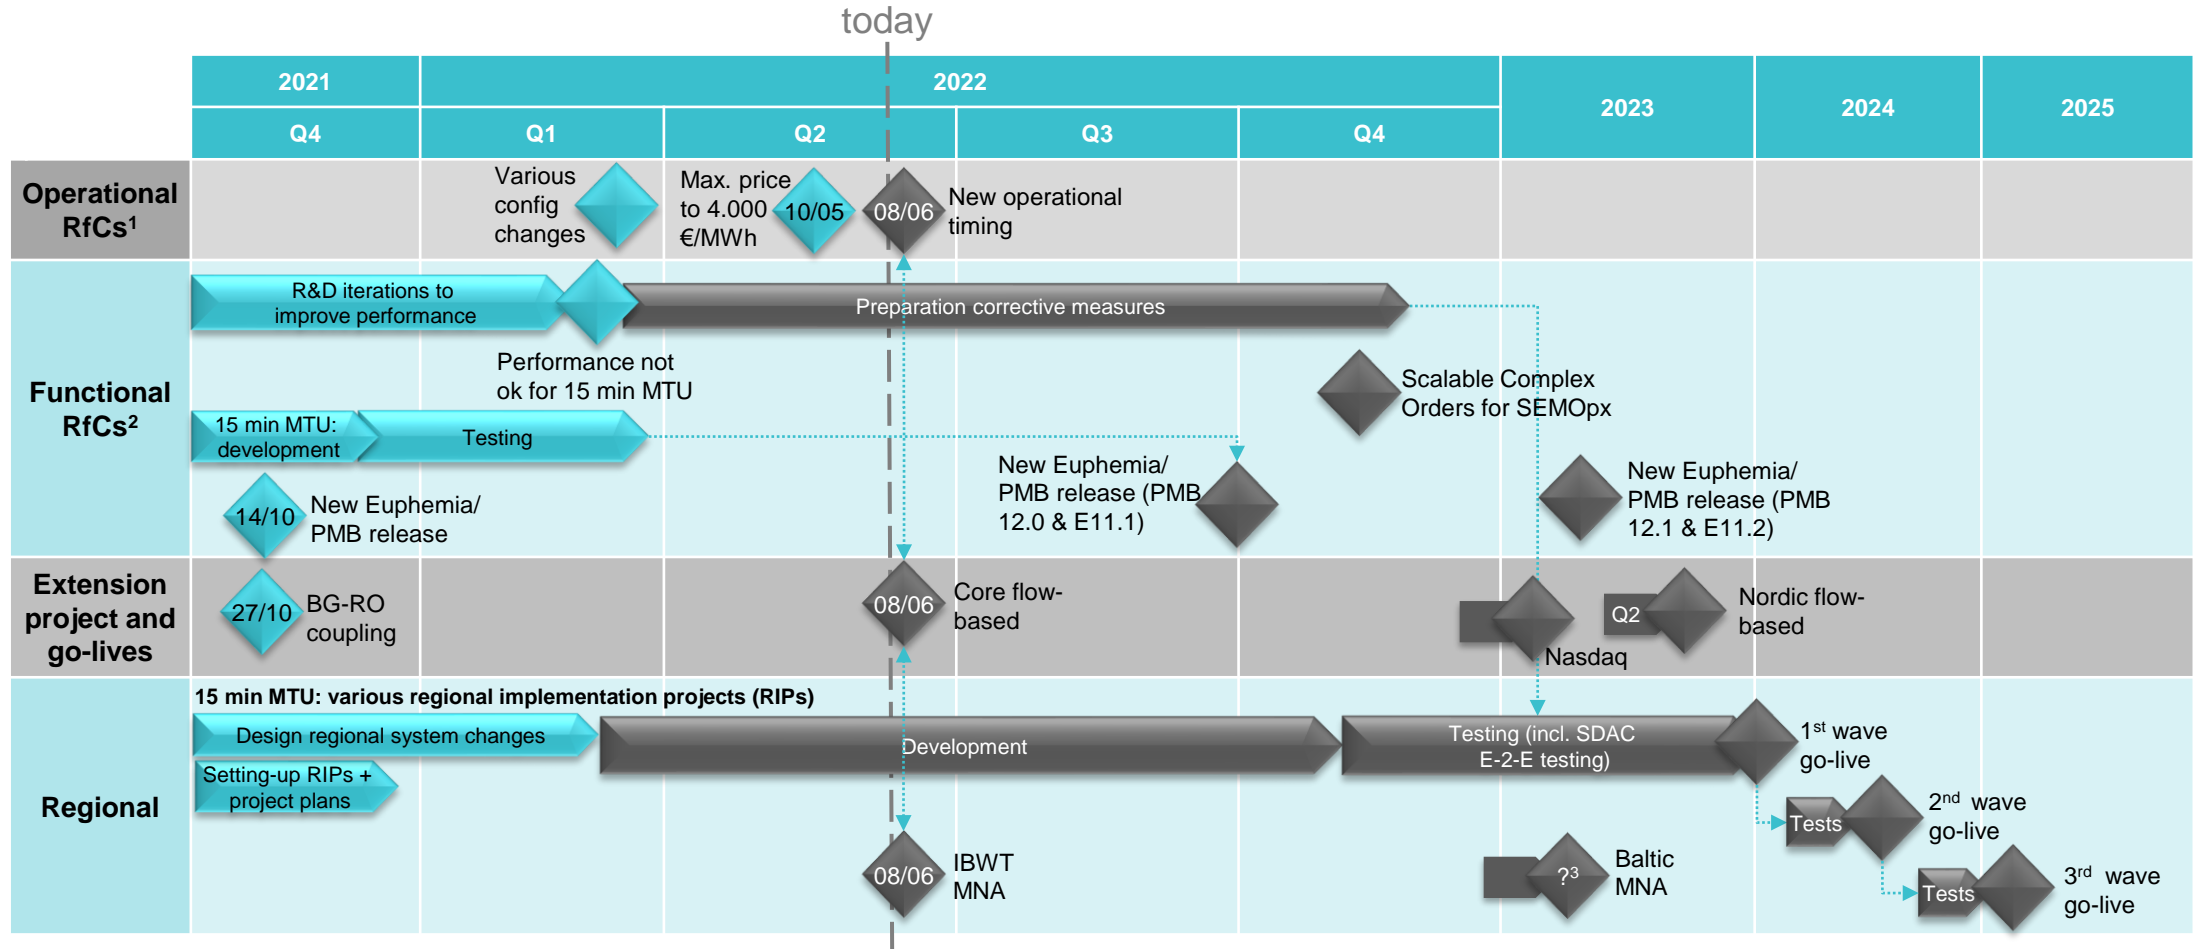 today
2021
2022
2023
2024
2025
Q4
Q1
Q2
Q3
Q4
Operational
RfCs¹
Various
config
changes
Max. price
to 4.000
€/MWh
10/05
08/06
New operational
timing
Functional
RfCs²
R&D iterations to
improve performance
Preparation corrective measures
Performance not
ok for 15 min MTU
Scalable Complex
Orders for SEMOpx
15 min MTU:
development
Testing
New Euphemia/
PMB release (PMB
12.0 & E11.1)
New Euphemia/
PMB release (PMB
12.1 & E11.2)
14/10
New Euphemia/
PMB release
Extension
project and
go-lives
27/10
BG-RO
coupling
08/06
Core flow-
based
Nasdaq
Q2
Nordic flow-
based
Regional
15 min MTU: various regional implementation projects (RIPs)
Design regional system changes
Development
Testing (incl. SDAC
E-2-E testing)
1st wave
go-live
Setting-up RIPs +
project plans
Tests
2nd wave
go-live
08/06
IBWT
MNA
?³
Baltic
MNA
Tests
3rd wave
go-live